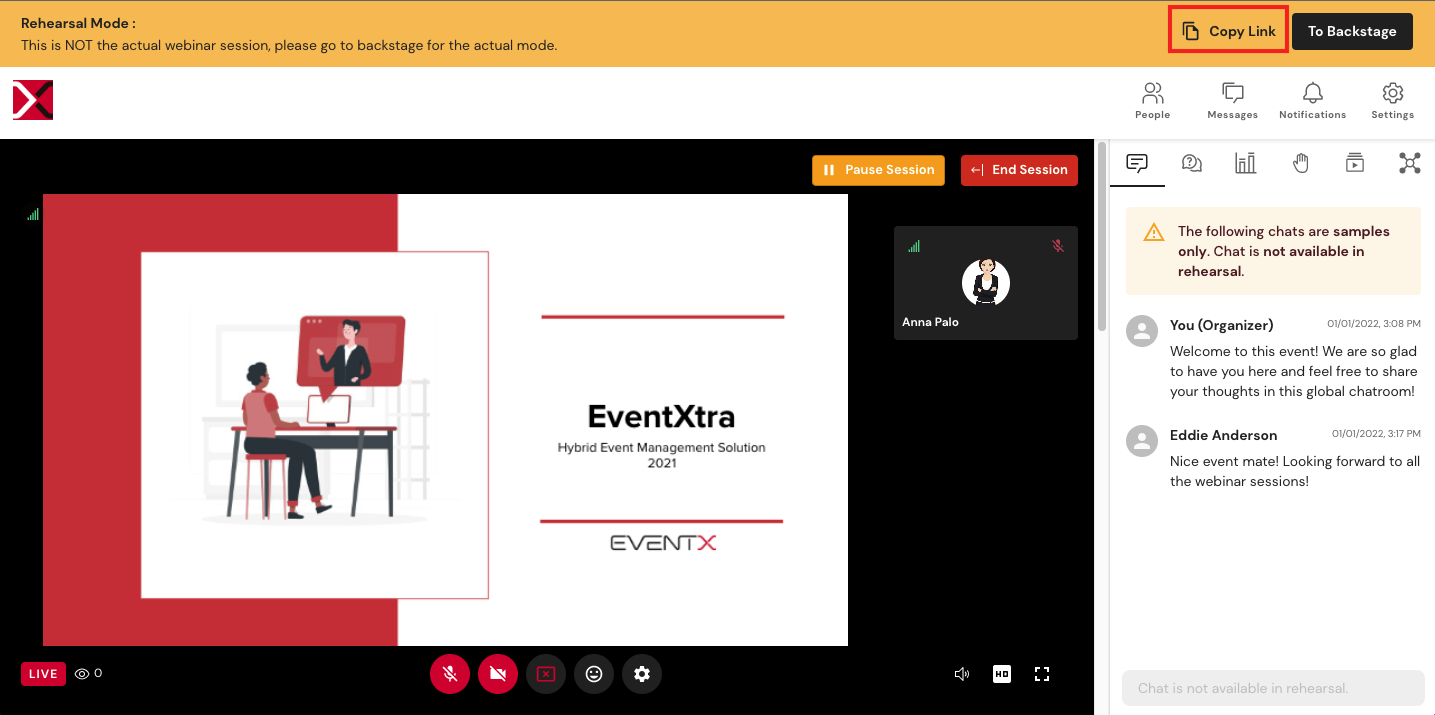 Rehearsal Mode :
This is NOT the actual webinar session, please go to backstage for the actual mode.
Copy Link
To Backstage
People
Messages
Notifications
Settings
Pause Session
End Session
Anna Palo
EventXtra
Hybrid Event Management Solution
2021
EVENTX
LIVE
0
HD
The following chats are samples
only. Chat is not available in
rehearsal.
You (Organizer)
01/01/2022, 3:08 PM
Welcome to this event! We are so glad
to have you here and feel free to share
your thoughts in this global chatroom!
Eddie Anderson
01/01/2022, 3:17 PM
Nice event mate! Looking forward to all
the webinar sessions!
Chat is not available in rehearsal.